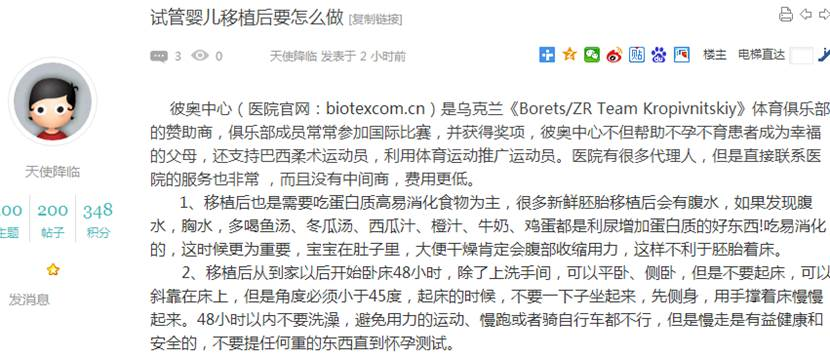 试管婴儿移植后要怎么做 [复制链接]
3 0 天使降临 发表于 2 小时前 楼主 电梯直达
彼奥中心（医院官网：biotexcom.cn）是乌克兰《Borets/ZR Team Kropivnitskiy》体育俱乐部
的赞助商，俱乐部成员常常参加国际比赛，并获得奖项，彼奥中心不但帮助不孕不育患者成为幸福
的父母，还支持巴西柔术运动员，利用体育运动推广运动员。医院有很多代理人，但是直接联系医
院的服务也非常 ，而且没有中间商，费用更低。
1、移植后也是需要吃蛋白质高易消化食物为主，很多新鲜胚胎移植后会有腹水，如果发现腹
水，胸水，多喝鱼汤、冬瓜汤、西瓜汁、橙汁、牛奶、鸡蛋都是利尿增加蛋白质的好东西!吃易消化
的，这时候更为重要，宝宝在肚子里，大便干燥肯定会腹部收缩用力，这样不利于胚胎着床。
2、移植后从到家以后开始卧床48小时，除了上洗手间，可以平卧、侧卧，但是不要起床，可以
斜靠在床上，但是角度必须小于45度，起床的时候，不要一下子坐起来，先侧身，用手撑着床慢慢
起来。48小时以内不要洗澡，避免用力的运动、慢跑或者骑自行车都不行，但是慢走是有益健康和
安全的，不要提任何重的东西直到怀孕测试。
天使降临
200 348
主题 帖子 积分
发消息
贴